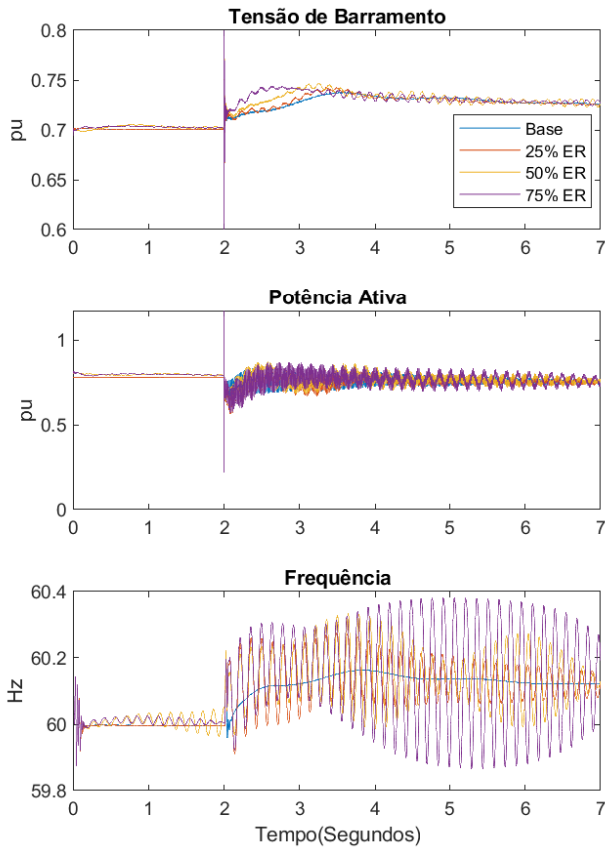 Tensão de Barramento
0.8
0.75
0.7
0.65
0.6
pu
0 1 2 3 4 5 6 7
Base
25% ER
50% ER
75% ER
Potência Ativa
1
0.5
0
pu
0 1 2 3 4 5 6 7
Frequência
60.4
60.2
60
59.8
Hz
0 1 2 3 4 5 6 7
Tempo(Segundos)